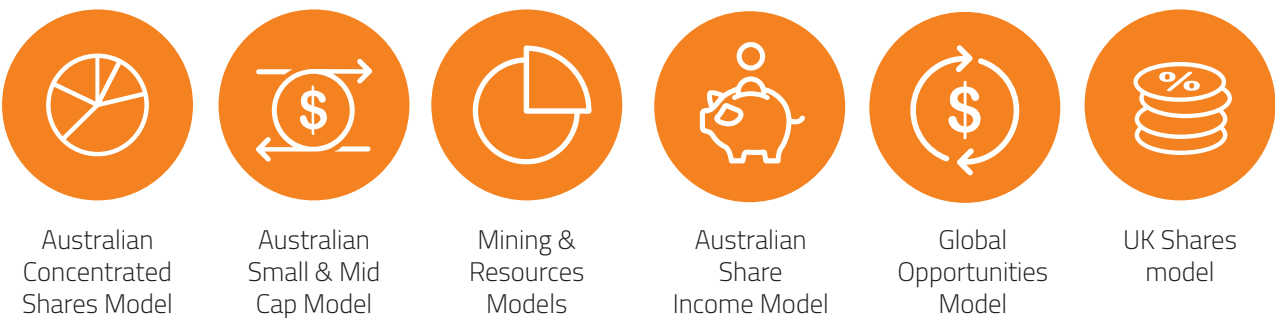 $
$
%
Australian
Concentrated
Shares Model
Australian
Small & Mid
Cap Model
Mining &
Resources
Models
Australian
Share
Income Model
Global
Opportunities
Model
UK Shares
model